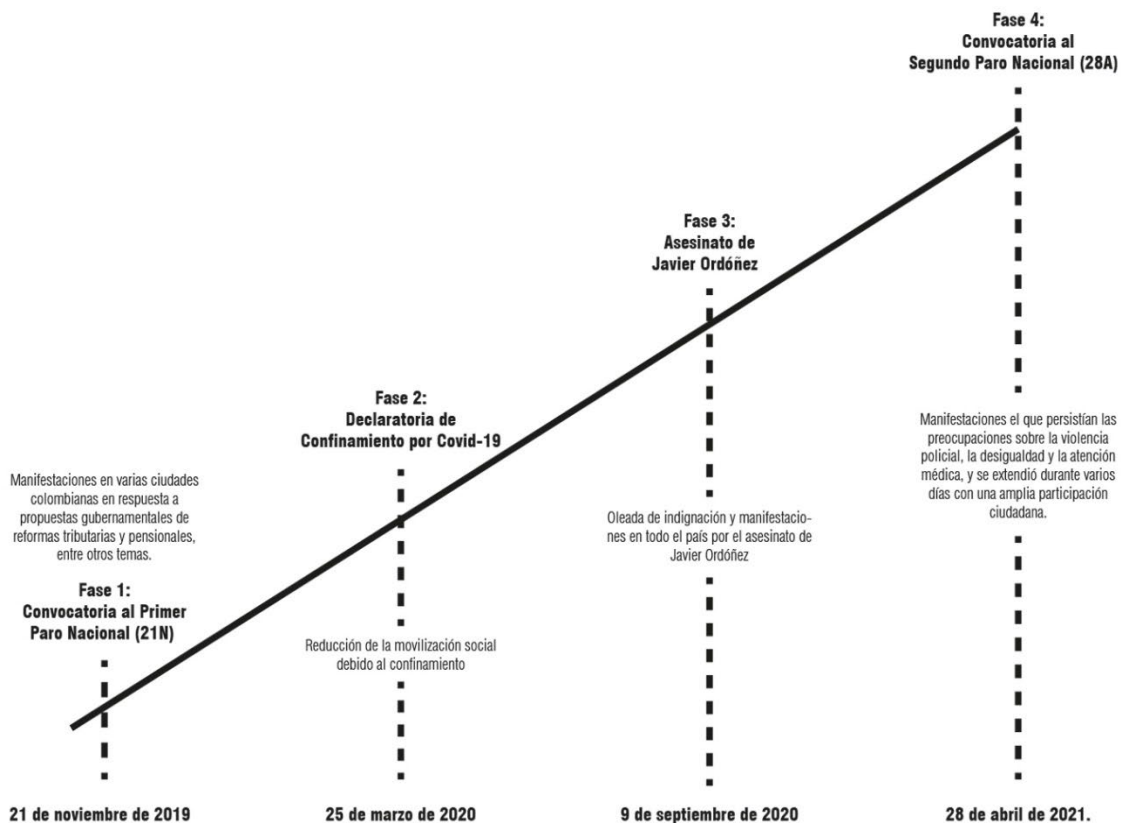 Fase 4:
Convocatoria al
Segundo Paro Nacional (28A)
Fase 3:
Asesinato de
Javier Ordóñez
Fase 2:
Declaratoria de
Confinamiento por Covid-19
Manifestaciones el que persistían las
preocupaciones sobre la violencia
policial, la desigualdad y la atención
médica, y se extendió durante varios
días con una amplia participación
ciudadana.
Manifestaciones en varias ciudades
colombianas en respuesta a
propuestas gubernamentales de
reformas tributarias y pensionales,
entre otros temas.
Oleada de indignación y manifestacio-
nes en todo el país por el asesinato de
Javier Ordóñez
Fase 1:
Convocatoria al Primer
Paro Nacional (21N)
Reducción de la movilización social
debido al confinamiento
21 de noviembre de 2019
25 de marzo de 2020
9 de septiembre de 2020
28 de abril de 2021.